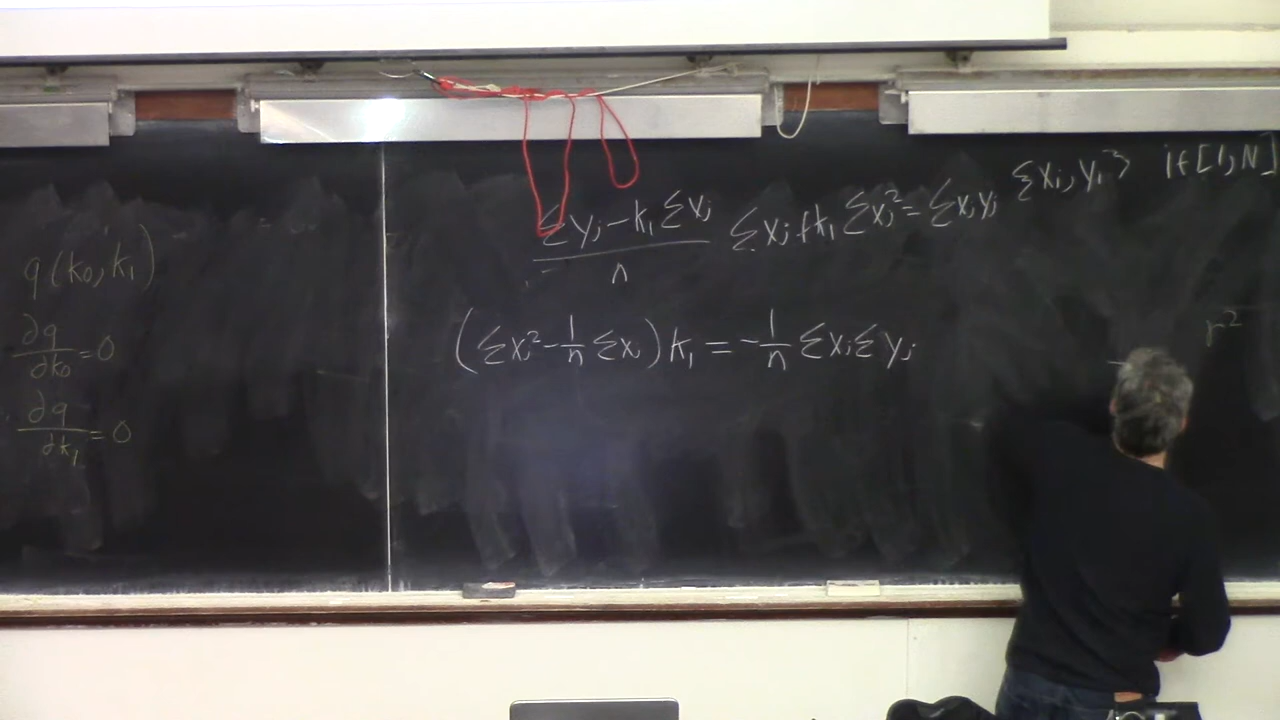 q(k₀,k₁)
∂q/∂k₀ = 0
∂q/∂k₁ = 0
{xᵢ, yᵢ} i∈[1,N]
(Σyᵢ - k₁Σxᵢ)/n Σxᵢ + k₁Σxᵢ² = Σxᵢyᵢ
(Σxᵢ² - 1/n Σxᵢ)k₁ = -1/n ΣxᵢΣyᵢ
r²